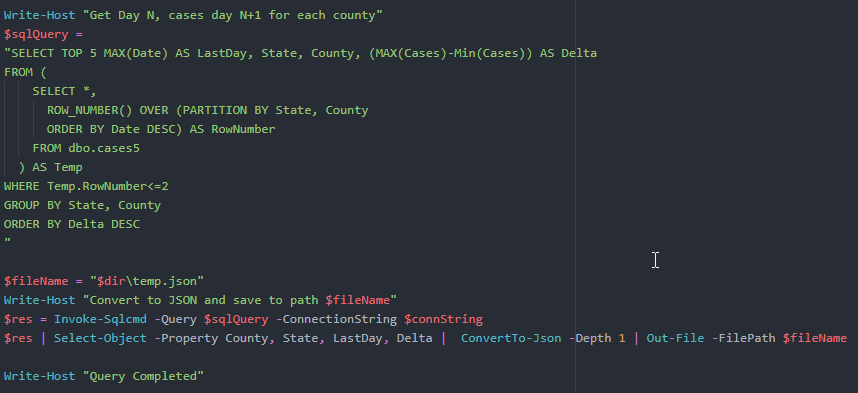 Write-Host "Get Day N, cases day N+1 for each county"
$sqlQuery =
"SELECT TOP 5 MAX(Date) AS LastDay, State, County, (MAX(Cases)-Min(Cases)) AS Delta
FROM (
SELECT *,
ROW_NUMBER() OVER (PARTITION BY State, County
ORDER BY Date DESC) AS RowNumber
FROM dbo.cases5
) AS Temp
WHERE Temp.RowNumber<=2
GROUP BY State, County
ORDER BY Delta DESC
"
$fileName = "$dir\temp.json"
Write-Host "Convert to JSON and save to path $fileName"
$res = Invoke-Sqlcmd -Query $sqlQuery -ConnectionString $connString
$res | Select-Object -Property County, State, LastDay, Delta |  ConvertTo-Json -Depth 1 | Out-File -FilePath $fileName
Write-Host "Query Completed"